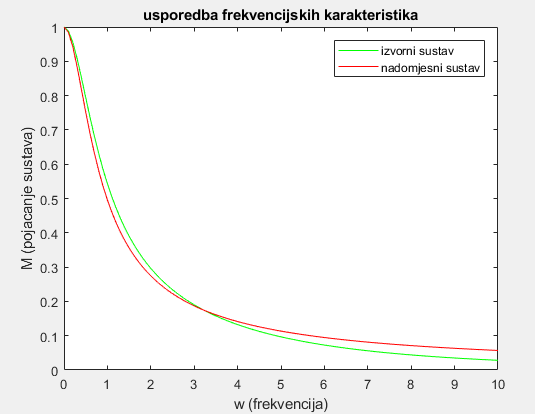 usporedba frekvencijskih karakteristika
izvorni sustav
nadomjesni sustav
M (pojacanje sustava)
1
0.9
0.8
0.7
0.6
0.5
0.4
0.3
0.2
0.1
0
0 1 2 3 4 5 6 7 8 9 10
w (frekvencija)